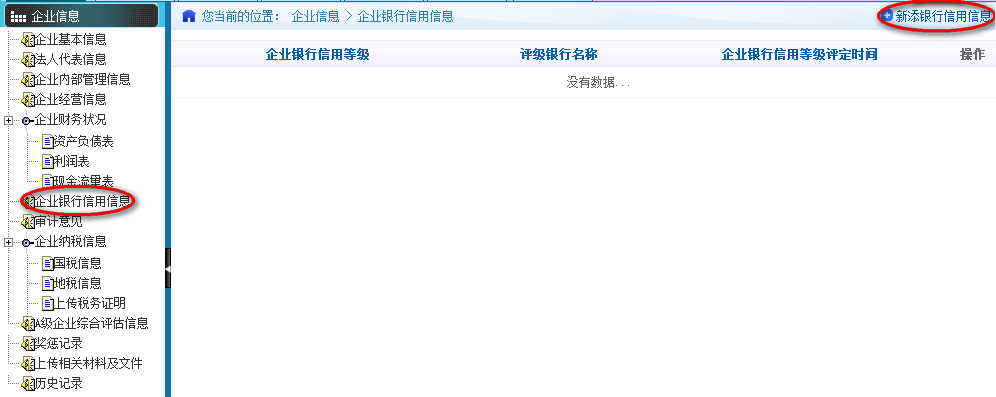 企业信息
企业基本信息
法人代表信息
企业内部管理信息
企业经营信息
企业财务状况
资产负债表
利润表
现金流量表
企业银行信用信息
审计意见
企业纳税信息
国税信息
地税信息
上传税务证明
A级企业综合评估信息
奖惩记录
上传相关材料及文件
历史记录
您当前的位置： 企业信息 > 企业银行信用信息
新添银行信用信息
企业银行信用等级 评级银行名称 企业银行信用等级评定时间 操作
没有数据...